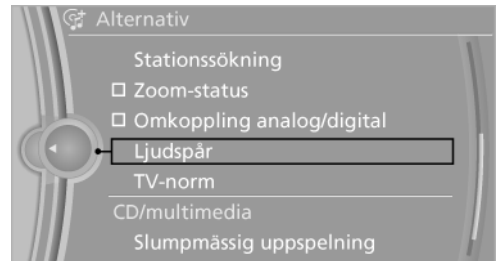 Alternativ
Stationssökning
Zoom-status
Omkoppling analog/digital
Ljudspår
TV-norm
CD/multimedia
Slumpmässig uppspelning